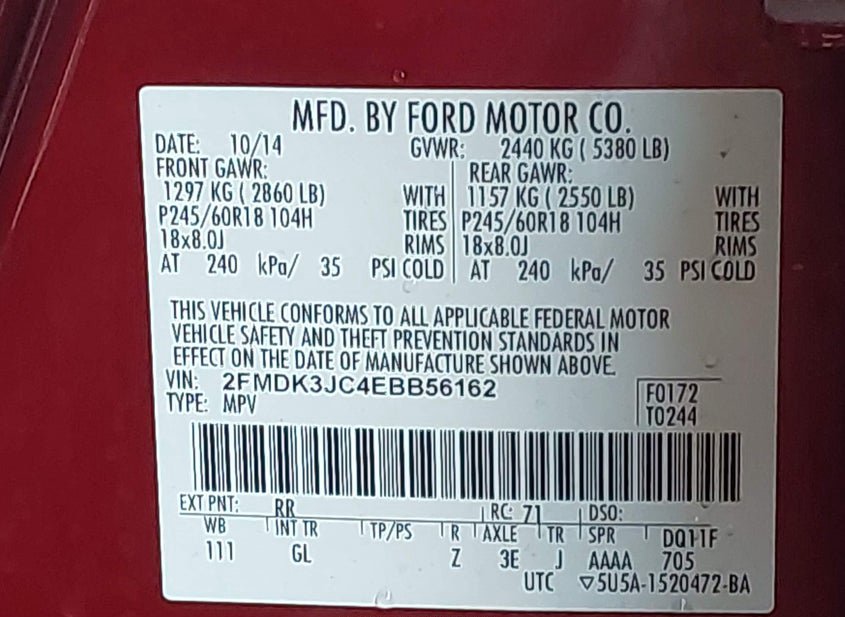 MFD. BY FORD MOTOR CO.
DATE: 10/14 GVWR: 2440 KG ( 5380 LB)
FRONT GAWR: REAR GAWR:
1297 KG ( 2860 LB) WITH 1157 KG ( 2550 LB) WITH
P245/60R18 104H TIRES P245/60R18 104H TIRES
18x8.0J RIMS 18x8.0J RIMS
AT 240 kPa/ 35 PSI COLD AT 240 kPa/ 35 PSI COLD
THIS VEHICLE CONFORMS TO ALL APPLICABLE FEDERAL MOTOR
VEHICLE SAFETY AND THEFT PREVENTION STANDARDS IN
EFFECT ON THE DATE OF MANUFACTURE SHOWN ABOVE.
VIN: 2FMDK3JC4EBB56162 F0172
TYPE: MPV T0244
EXT PNT: RR RC: 71 DSO:
WB INT TR TP/PS R AXLE TR SPR DQ11F
111 GL Z 3E J AAAA 705
UTC ▽5U5A-1520472-BA